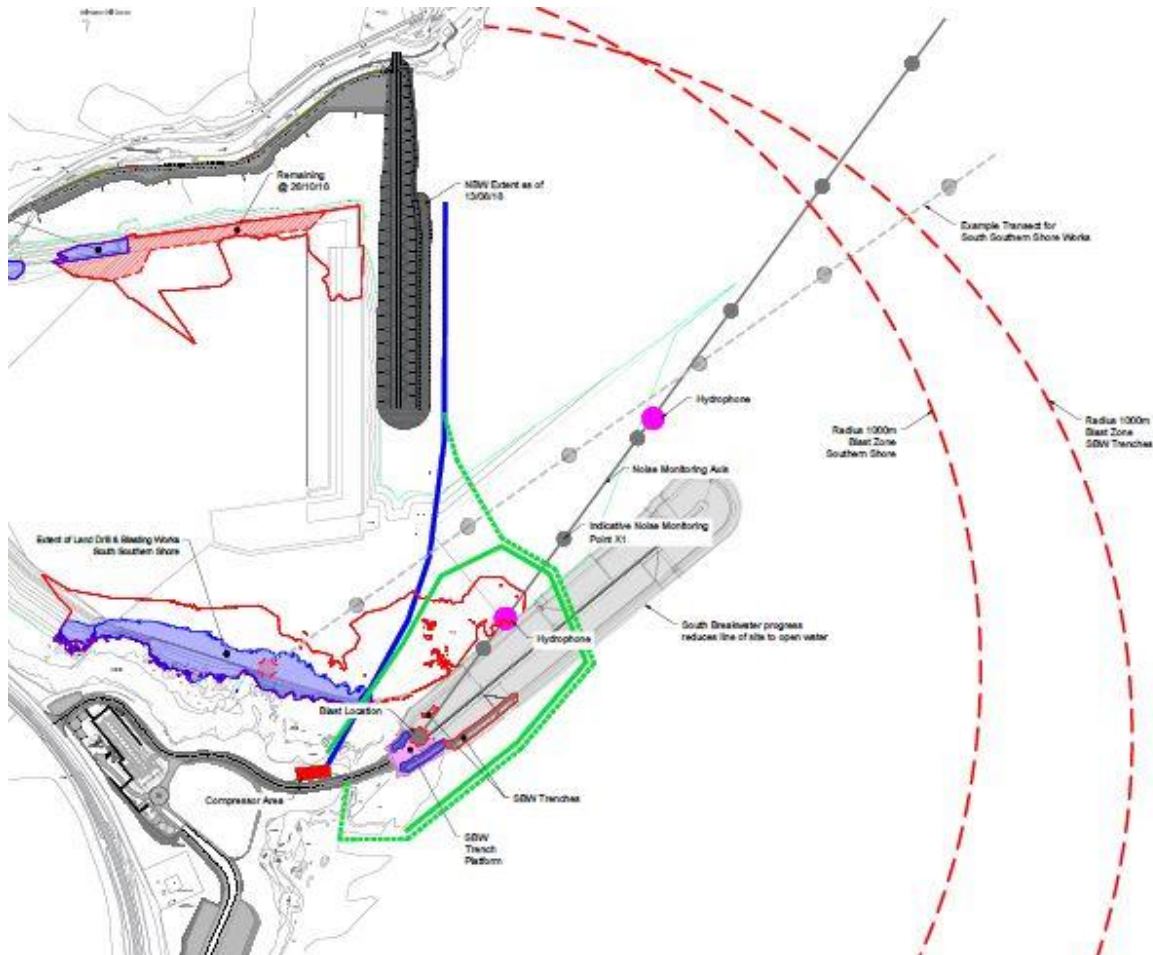 Remaining
@ 26/10/18
NBW Extent as of
13/06/18
Example Transect for
South Southern Shore Works
Hydrophone
Radius 1000m
Blast Zone
Southern Shore
Radius 1000m
Blast Zone
SBW Trenches
Noise Monitoring Axis
Indicative Noise Monitoring
Point X1
Extent of Land Drill & Blasting Works
South Southern Shore
South Breakwater progress
reduces line of site to open water
Hydrophone
Blast Location
Compressor Area
SBW Trenches
SBW
Trench
Platform